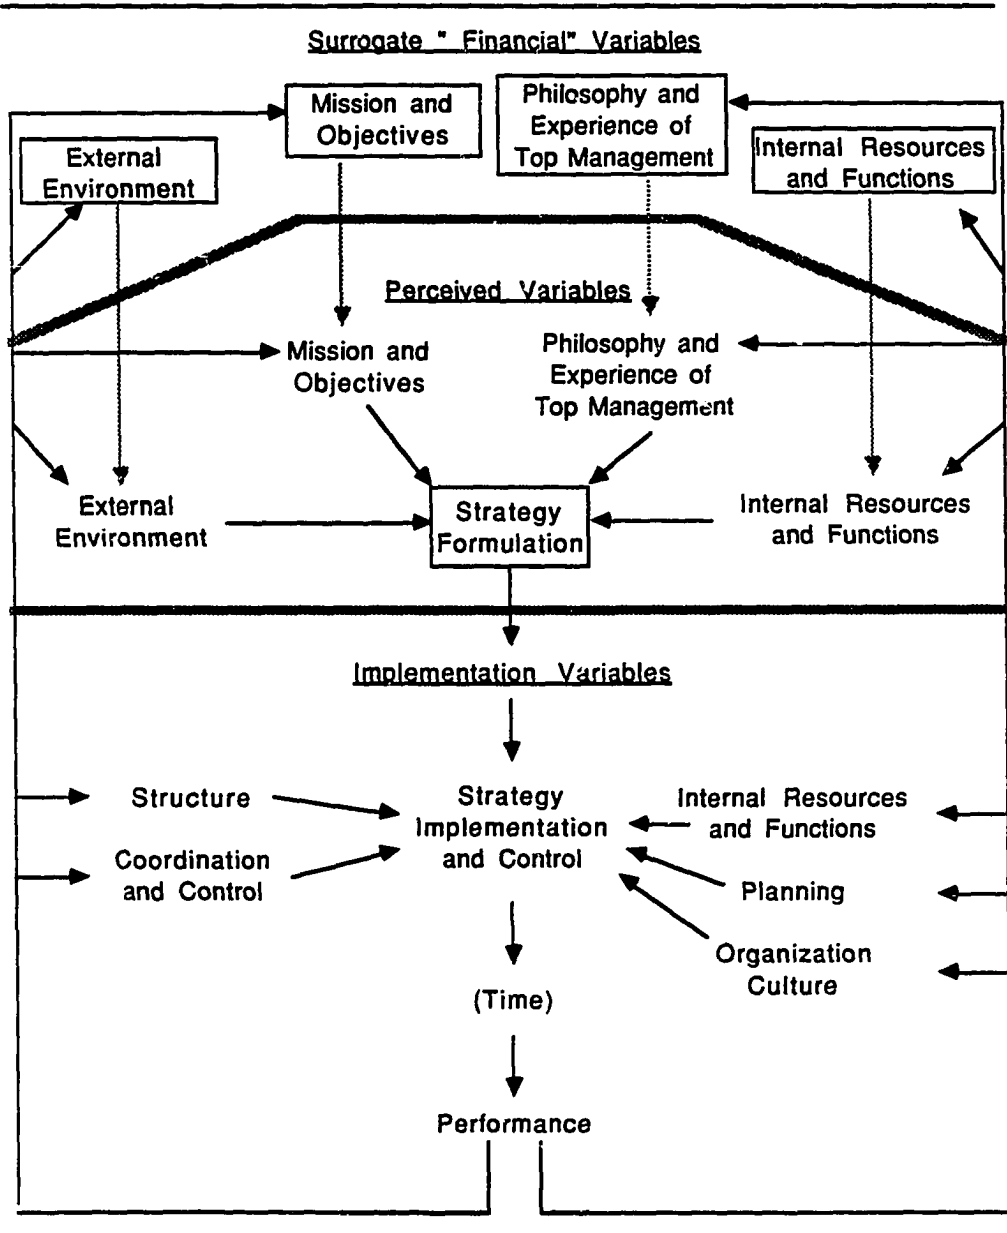 Surrogate " Financial" Variables
Mission and
Objectives
Philosophy and
Experience of
Top Management
External
Environment
Internal Resources
and Functions
Perceived Variables
Mission and
Objectives
Philosophy and
Experience of
Top Management
External
Environment
Strategy
Formulation
Internal Resources
and Functions
Implementation Variables
Structure
Strategy
Implementation
and Control
Internal Resources
and Functions
Coordination
and Control
Planning
Organization
Culture
(Time)
Performance